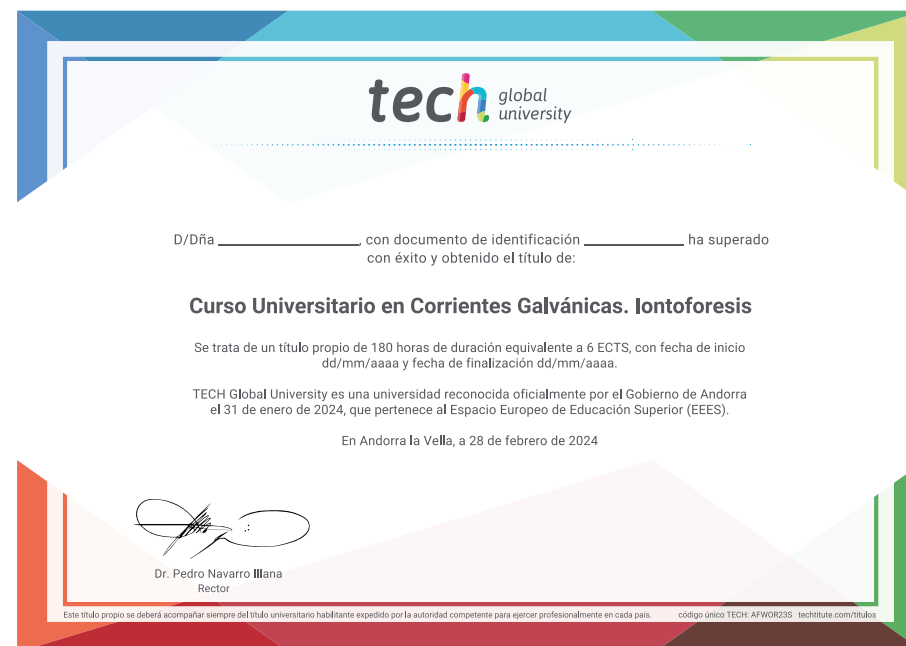 tech global university
D/Dña ____________________, con documento de identificación ______________ ha superado
con éxito y obtenido el título de:
Curso Universitario en Corrientes Galvánicas. Iontoforesis
Se trata de un título propio de 180 horas de duración equivalente a 6 ECTS, con fecha de inicio
dd/mm/aaaa y fecha de finalización dd/mm/aaaa.
TECH Global University es una universidad reconocida oficialmente por el Gobierno de Andorra
el 31 de enero de 2024, que pertenece al Espacio Europeo de Educación Superior (EEES).
En Andorra la Vella, a 28 de febrero de 2024
Dr. Pedro Navarro Illana
Rector
Este título propio se deberá acompañar siempre del título universitario habilitante expedido por la autoridad competente para ejercer profesionalmente en cada país. código único TECH: AFWOR23S techtitute.com/titulos